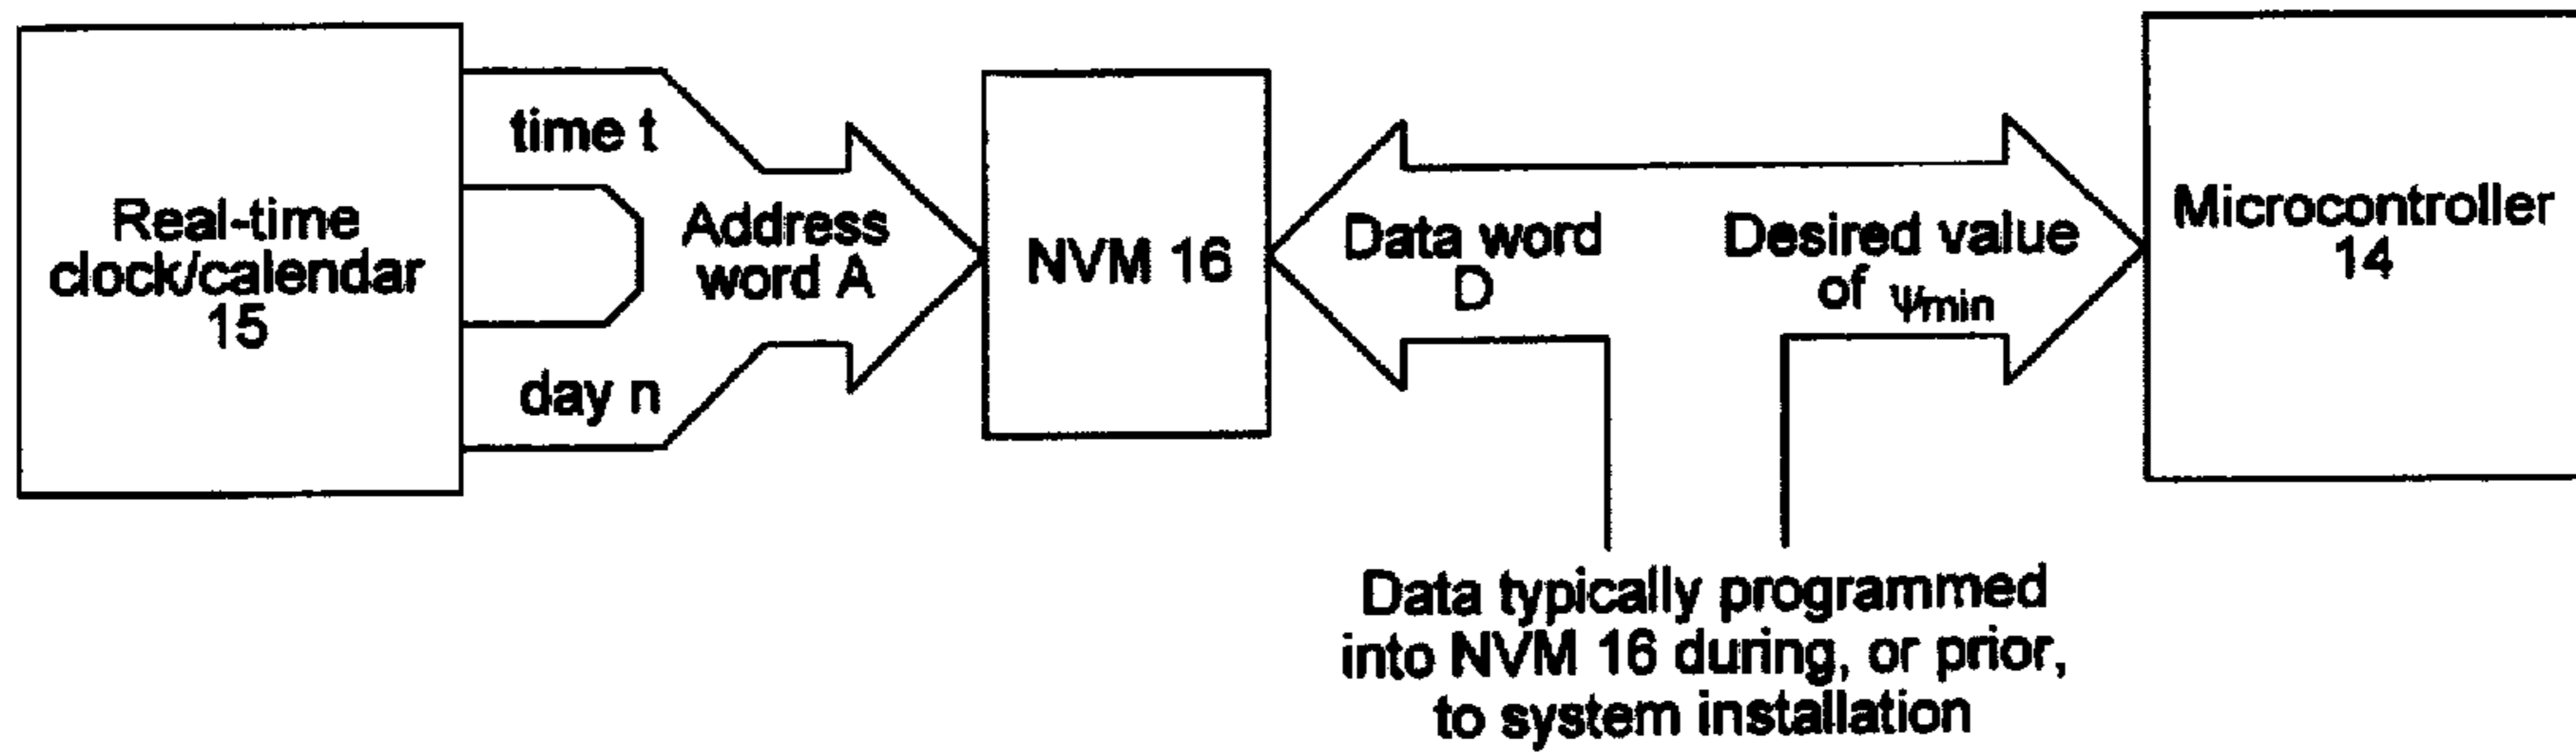 Real-time
clock/calendar
15
time t
day n
Address
word A
NVM 16
Data word
D
Desired value
of ψmin
Microcontroller
14
Data typically programmed
into NVM 16 during, or prior,
to system installation